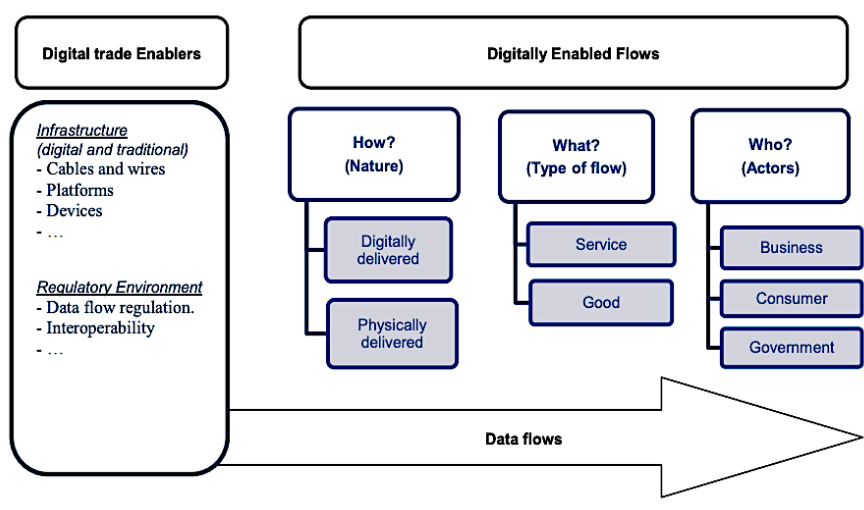 Digital trade Enablers
Digitally Enabled Flows
Infrastructure
(digital and traditional)
- Cables and wires
- Platforms
- Devices
- …
Regulatory Environment
- Data flow regulation.
- Interoperability
- …
How?
(Nature)
Digitally
delivered
Physically
delivered
What?
(Type of flow)
Service
Good
Who?
(Actors)
Business
Consumer
Government
Data flows